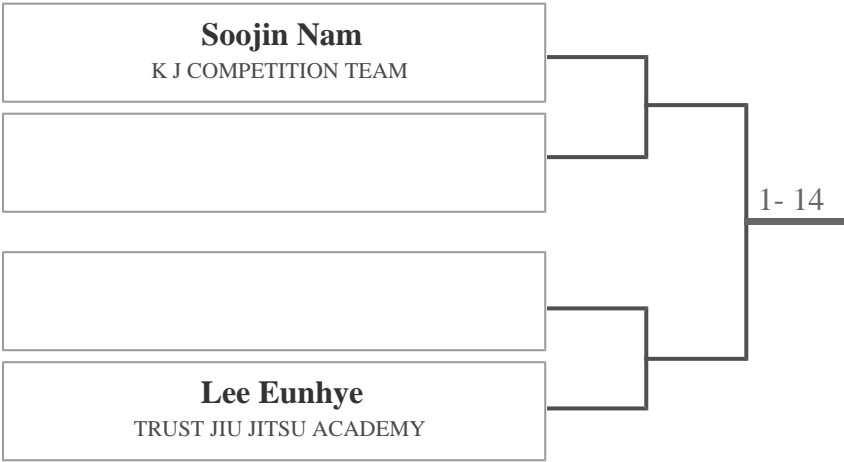 Soojin Nam
K J COMPETITION TEAM
1- 14
Lee Eunhye
TRUST JIU JITSU ACADEMY